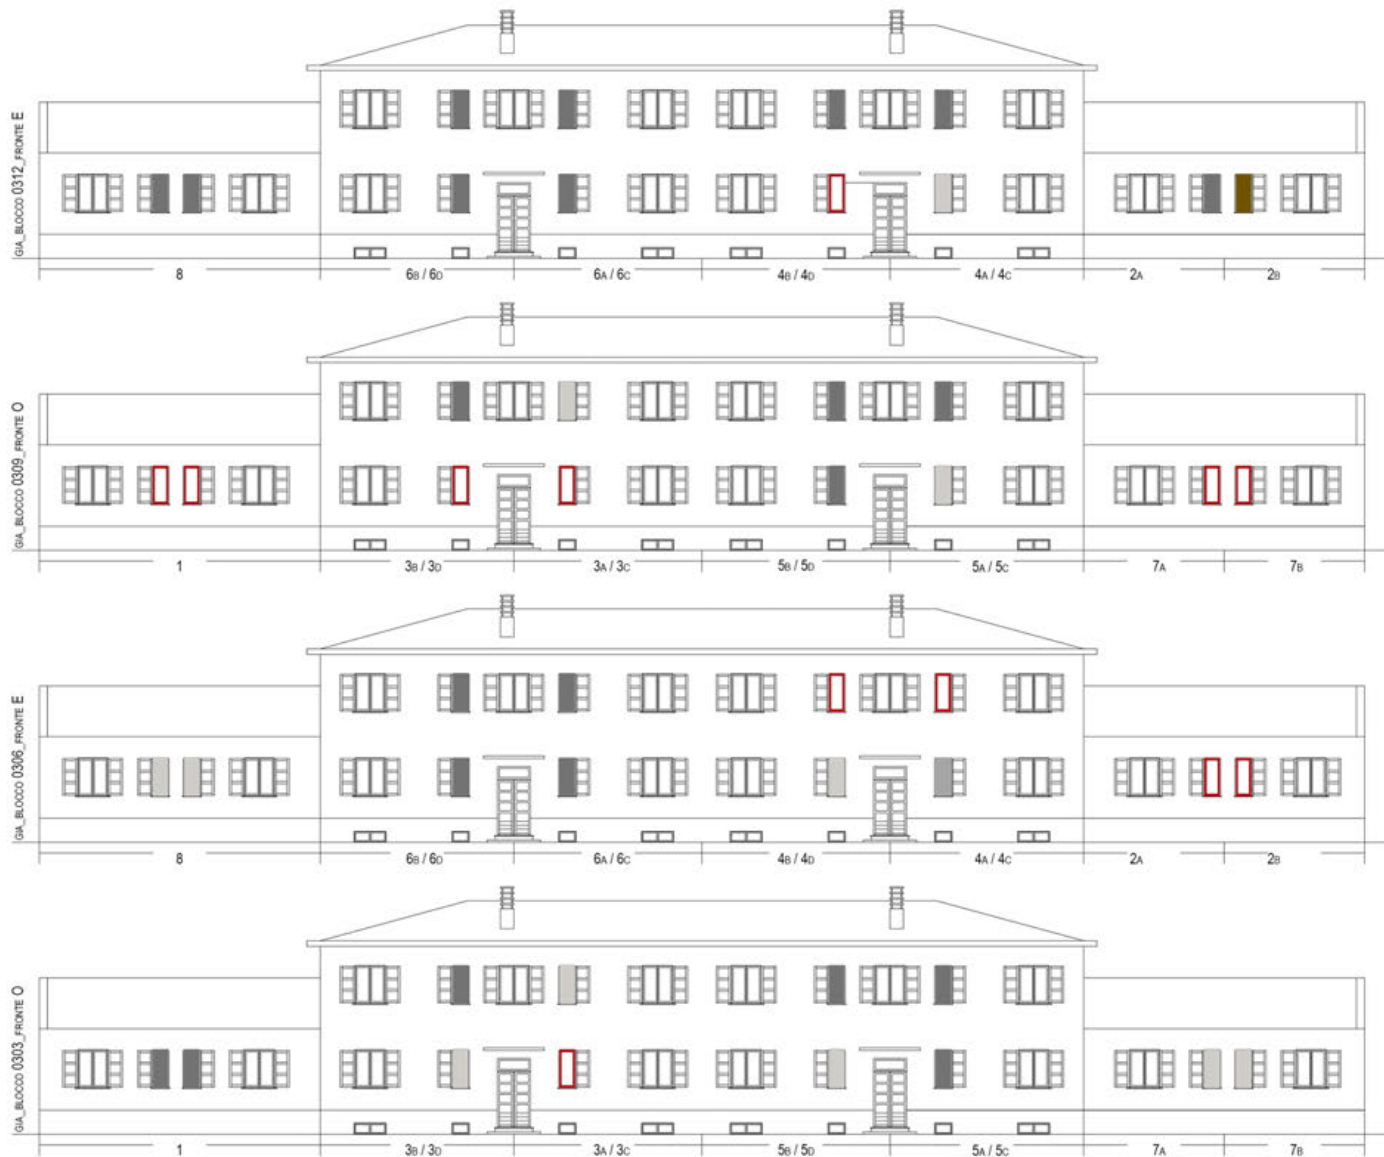 GIA_BLOCCO 0312_FRONTE E
8 6B / 6D 6A / 6C 4B / 4D 4A / 4C 2A 2B
GIA_BLOCCO 0309_FRONTE O
1 3B / 3D 3A / 3C 5B / 5D 5A / 5C 7A 7B
GIA_BLOCCO 0306_FRONTE E
8 6B / 6D 6A / 6C 4B / 4D 4A / 4C 2A 2B
GIA_BLOCCO 0303_FRONTE O
1 3B / 3D 3A / 3C 5B / 5D 5A / 5C 7A 7B